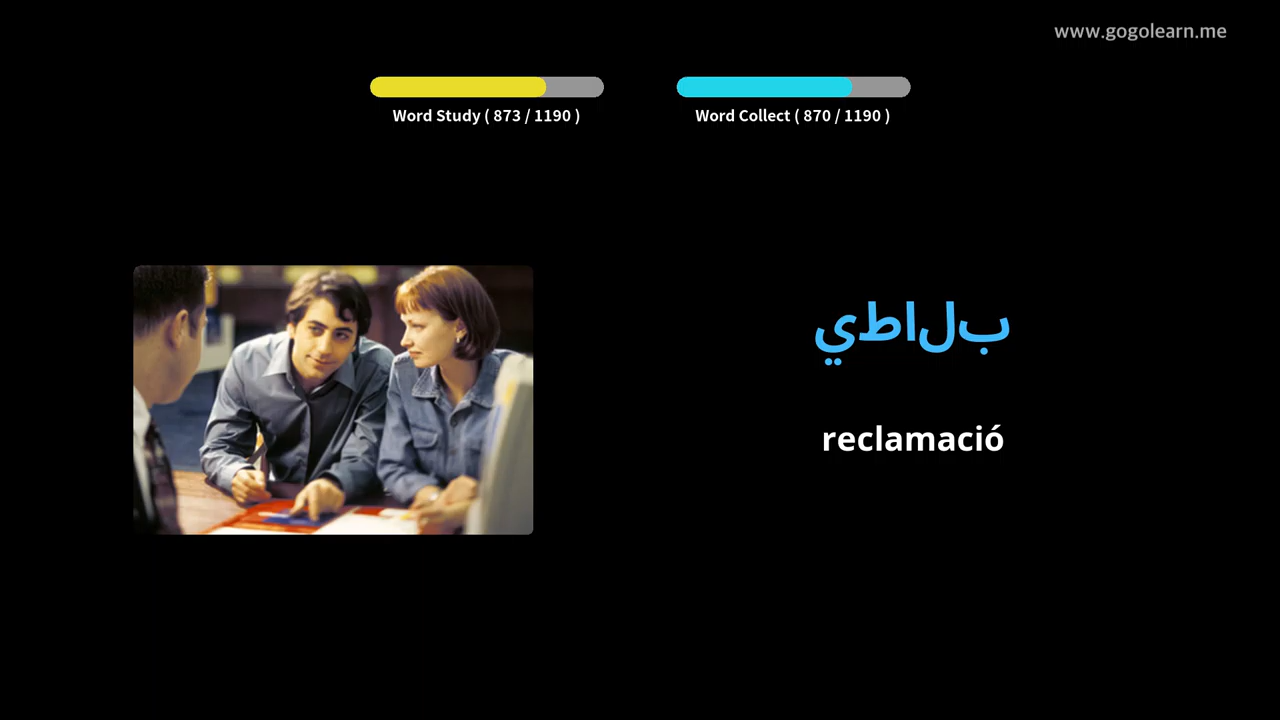 www.gogolearn.me
Word Study ( 873 / 1190 )
Word Collect ( 870 / 1190 )
بلاطي
reclamació